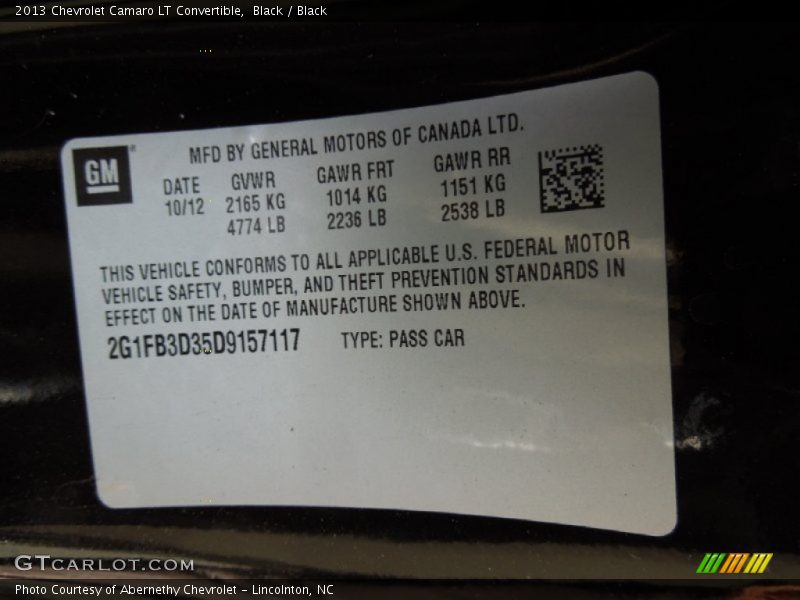 2013 Chevrolet Camaro LT Convertible,  Black / Black
GM®
MFD BY GENERAL MOTORS OF CANADA LTD.
DATE GVWR GAWR FRT GAWR RR
10/12 2165 KG 1014 KG 1151 KG
4774 LB 2236 LB 2538 LB
THIS VEHICLE CONFORMS TO ALL APPLICABLE U.S. FEDERAL MOTOR
VEHICLE SAFETY, BUMPER, AND THEFT PREVENTION STANDARDS IN
EFFECT ON THE DATE OF MANUFACTURE SHOWN ABOVE.
2G1FB3D35D9157117 TYPE: PASS CAR
GTCARLOT.COM
Photo Courtesy of Abernethy Chevrolet - Lincolnton, NC